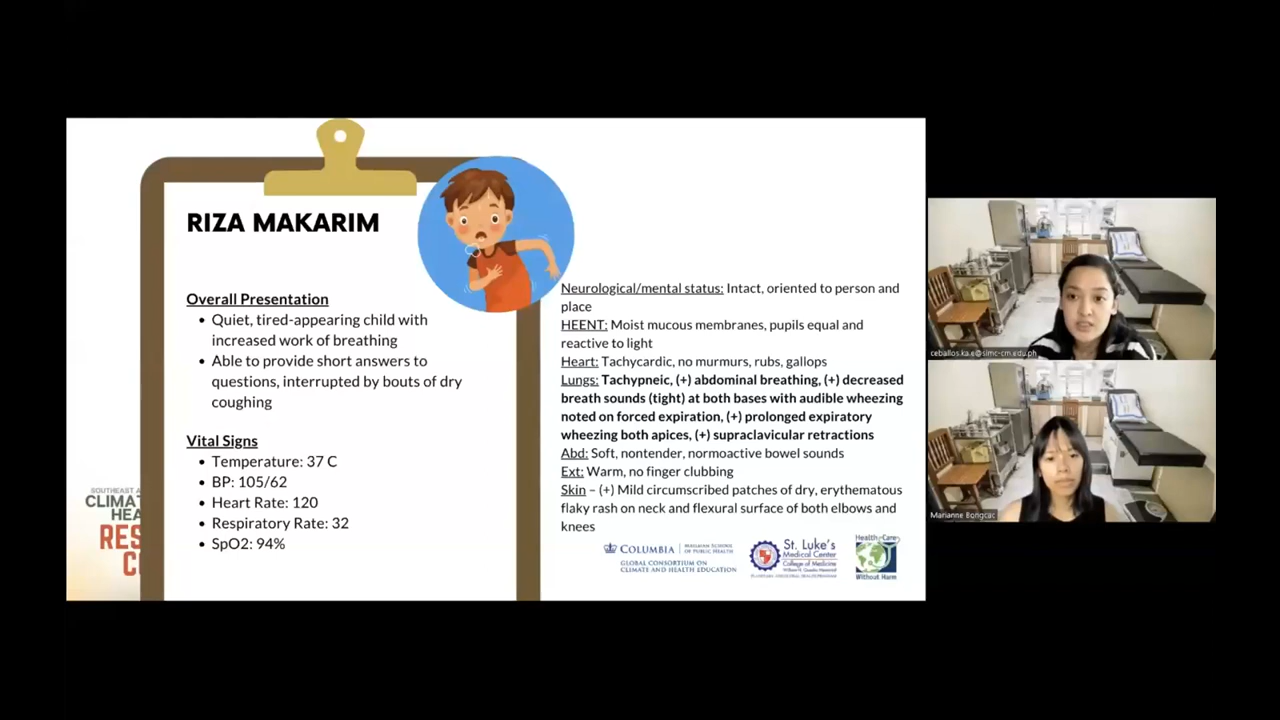 RIZA MAKARIM
Overall Presentation
• Quiet, tired-appearing child with
increased work of breathing
• Able to provide short answers to
questions, interrupted by bouts of dry
coughing
Vital Signs
• Temperature: 37 C
• BP: 105/62
• Heart Rate: 120
• Respiratory Rate: 32
• SpO2: 94%
Neurological/mental status: Intact, oriented to person and
place
HEENT: Moist mucous membranes, pupils equal and
reactive to light
Heart: Tachycardic, no murmurs, rubs, gallops
Lungs: Tachypneic, (+) abdominal breathing, (+) decreased
breath sounds (tight) at both bases with audible wheezing
noted on forced expiration, (+) prolonged expiratory
wheezing both apices, (+) supraclavicular retractions
Abd: Soft, nontender, normoactive bowel sounds
Ext: Warm, no finger clubbing
Skin – (+) Mild circumscribed patches of dry, erythematous
flaky rash on neck and flexural surface of both elbows and
knees
SOUTHEAST A
CLIMAT
HEA
RES
C
COLUMBIA | MAILMAN SCHOOL
OF PUBLIC HEALTH
GLOBAL CONSORTIUM ON
CLIMATE AND HEALTH EDUCATION
St. Luke's
Medical Center
College of Medicine
Health Care
Without Harm
ceballos.ka.e@slmc-cm.edu.ph
Marianne Bongcac